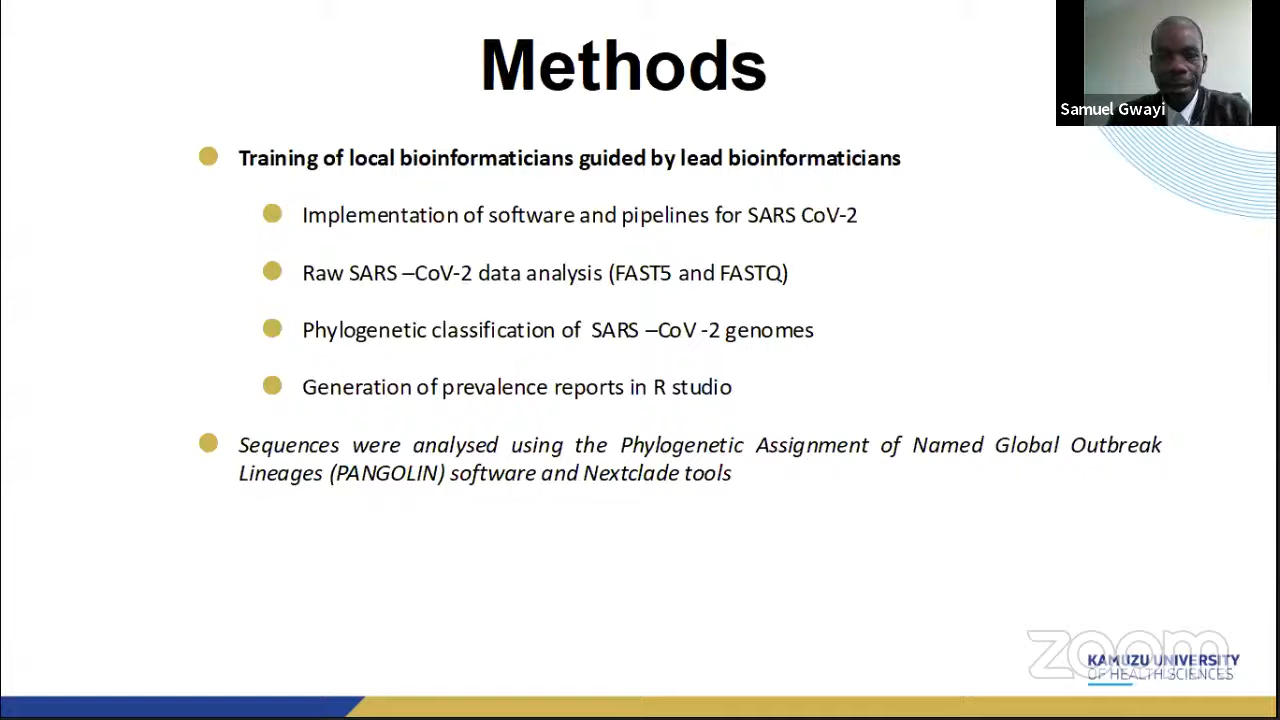 Methods
Samuel Gwayi
Training of local bioinformaticians guided by lead bioinformaticians
Implementation of software and pipelines for SARS CoV-2
Raw SARS –CoV-2 data analysis (FAST5 and FASTQ)
Phylogenetic classification of SARS –CoV -2 genomes
Generation of prevalence reports in R studio
Sequences were analysed using the Phylogenetic Assignment of Named Global Outbreak
Lineages (PANGOLIN) software and Nextclade tools
zoom
KAMUZU UNIVERSITY
OF HEALTH SCIENCES